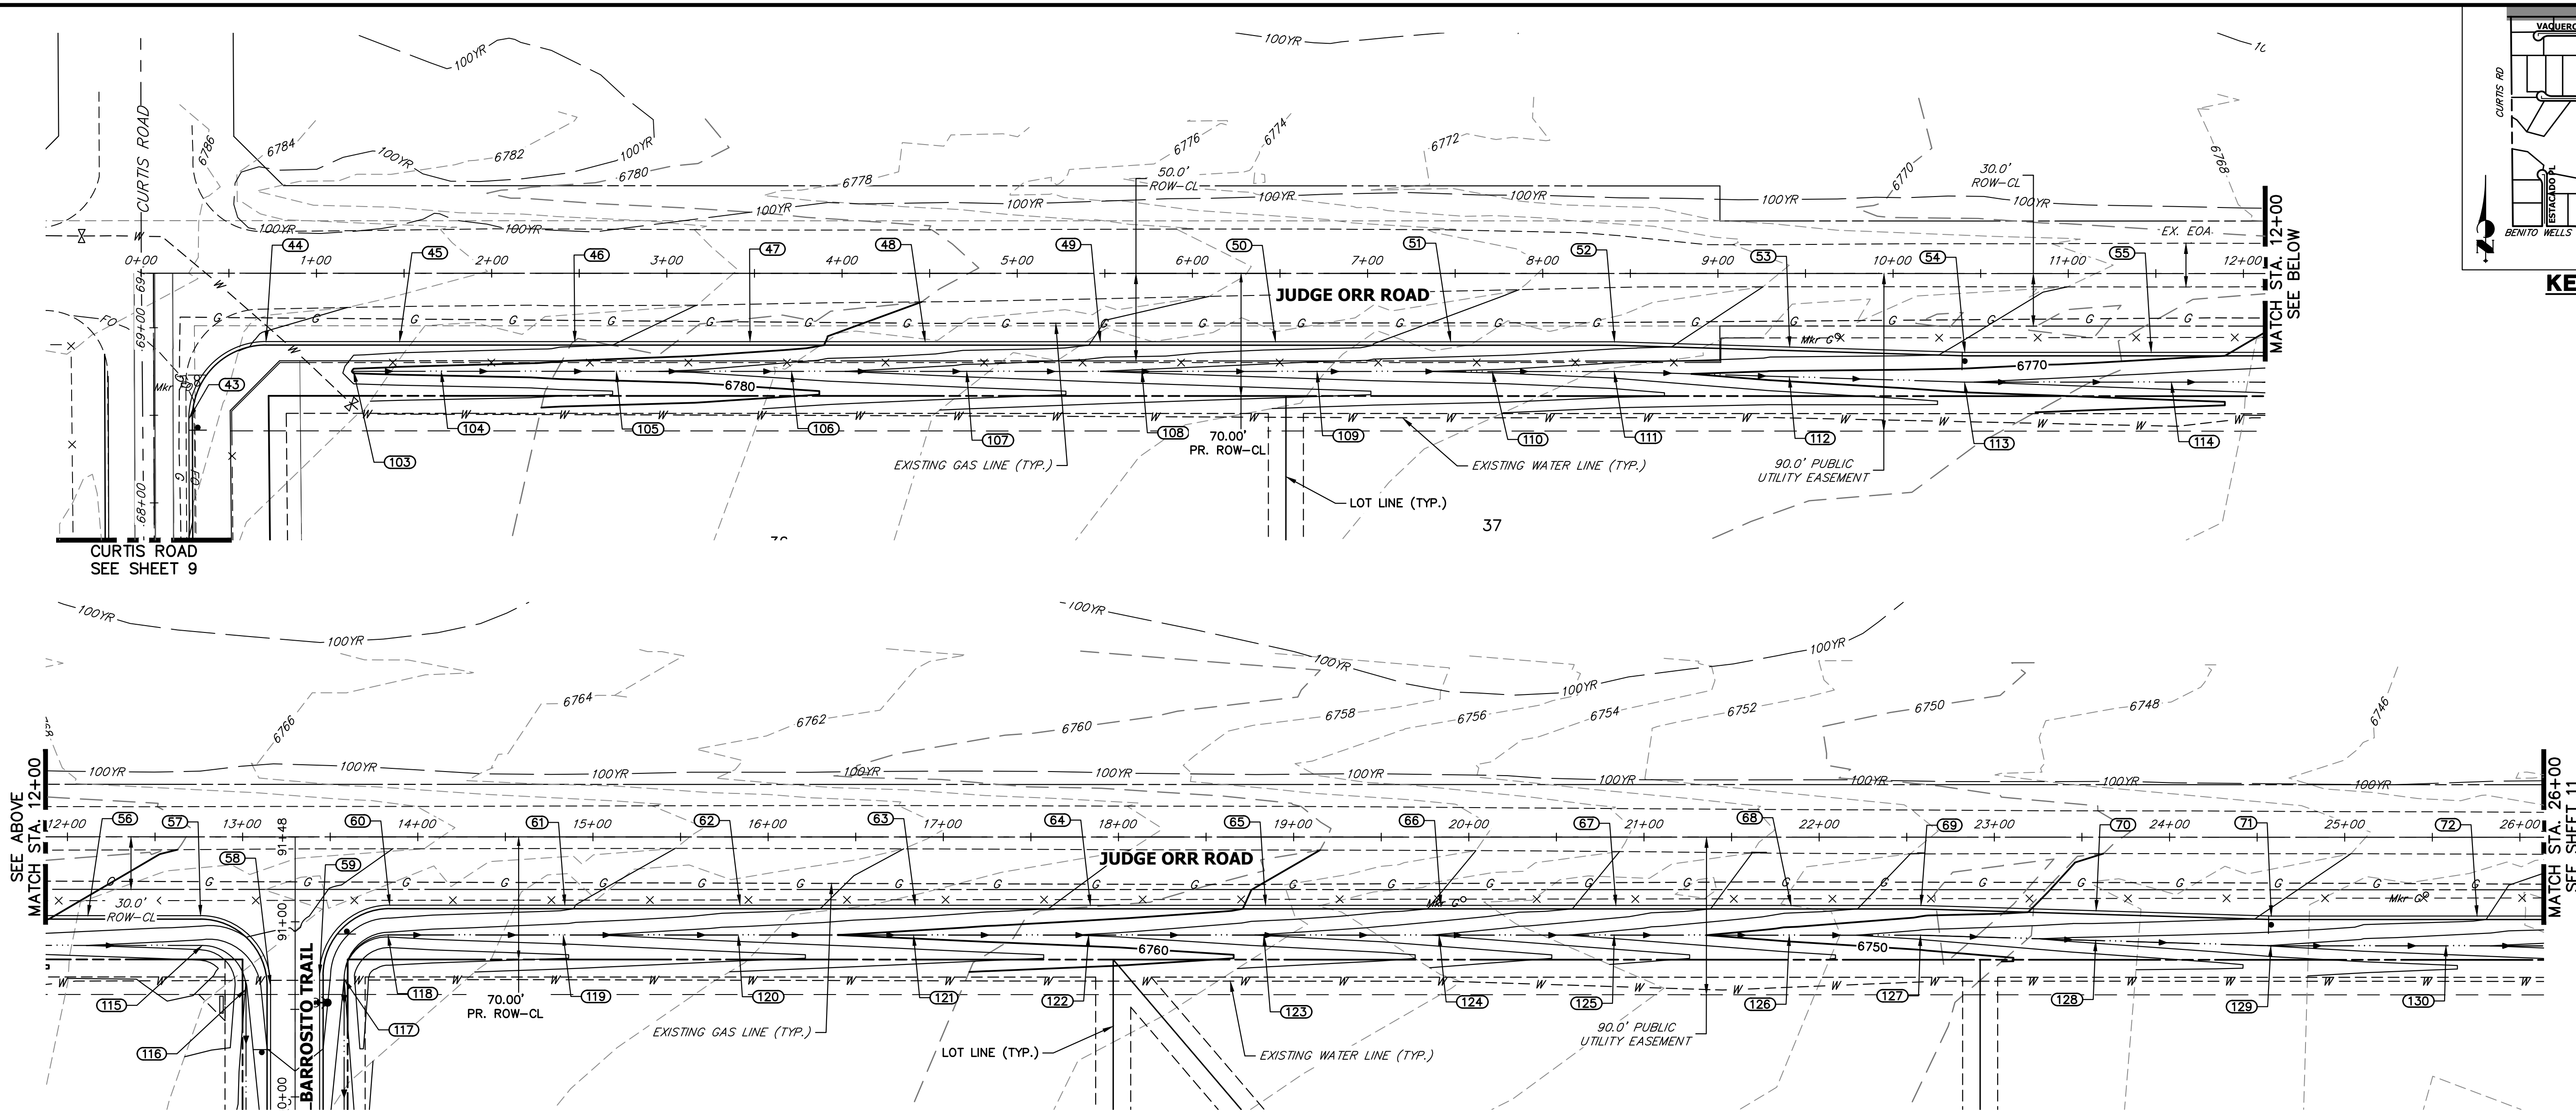 100YR
100YR
100YR
100YR
VAQUERO
CURTIS RD
ESTACADO PL
BENITO WELLS
CURTIS ROAD
6786
6784
6782
6780
6778
6776
6774
6772
6770
6768
50.0'
ROW-CL
30.0'
ROW-CL
100YR
100YR
100YR
100YR
100YR
100YR
100YR
100YR
EX. EOA
44
45
46
47
48
49
50
51
52
53
54
55
0+00
1+00
2+00
3+00
4+00
5+00
6+00
7+00
8+00
9+00
10+00
11+00
12+00
MATCH STA. 12+00
SEE BELOW
JUDGE ORR ROAD
69+00
68+00
FO
G G G G G G G G G G G G G G G G G G G G G
W
W
W
Mkr G
Mkr
43
6780
6770
W W W W W W W W W W W W W W W W W W W W
104
105
106
107
108
109
110
111
112
113
114
103
EXISTING GAS LINE (TYP.)
70.00'
PR. ROW-CL
EXISTING WATER LINE (TYP.)
90.0' PUBLIC
UTILITY EASEMENT
LOT LINE (TYP.)
37
CURTIS ROAD
SEE SHEET 9
100YR
100YR
100YR
100YR
100YR
100YR
6766
6764
6762
6760
6758
6756
6754
6752
6750
6748
6746
100YR
100YR
100YR
100YR
100YR
100YR
100YR
100YR
100YR
100YR
SEE ABOVE
MATCH STA. 12+00
56
57
58
59
60
61
62
63
64
65
66
67
68
69
70
71
72
12+00
13+00
14+00
15+00
16+00
17+00
18+00
19+00
20+00
21+00
22+00
23+00
24+00
25+00
26+00
MATCH STA. 26+00
SEE SHEET 11
91+48
91+00
JUDGE ORR ROAD
30.0'
ROW-CL
Mkr G
Mkr G
6760
6750
115
116
117
118
119
120
121
122
123
124
125
126
127
128
129
130
BARROSITO TRAIL
70.00'
PR. ROW-CL
EXISTING GAS LINE (TYP.)
LOT LINE (TYP.)
EXISTING WATER LINE (TYP.)
90.0' PUBLIC
UTILITY EASEMENT